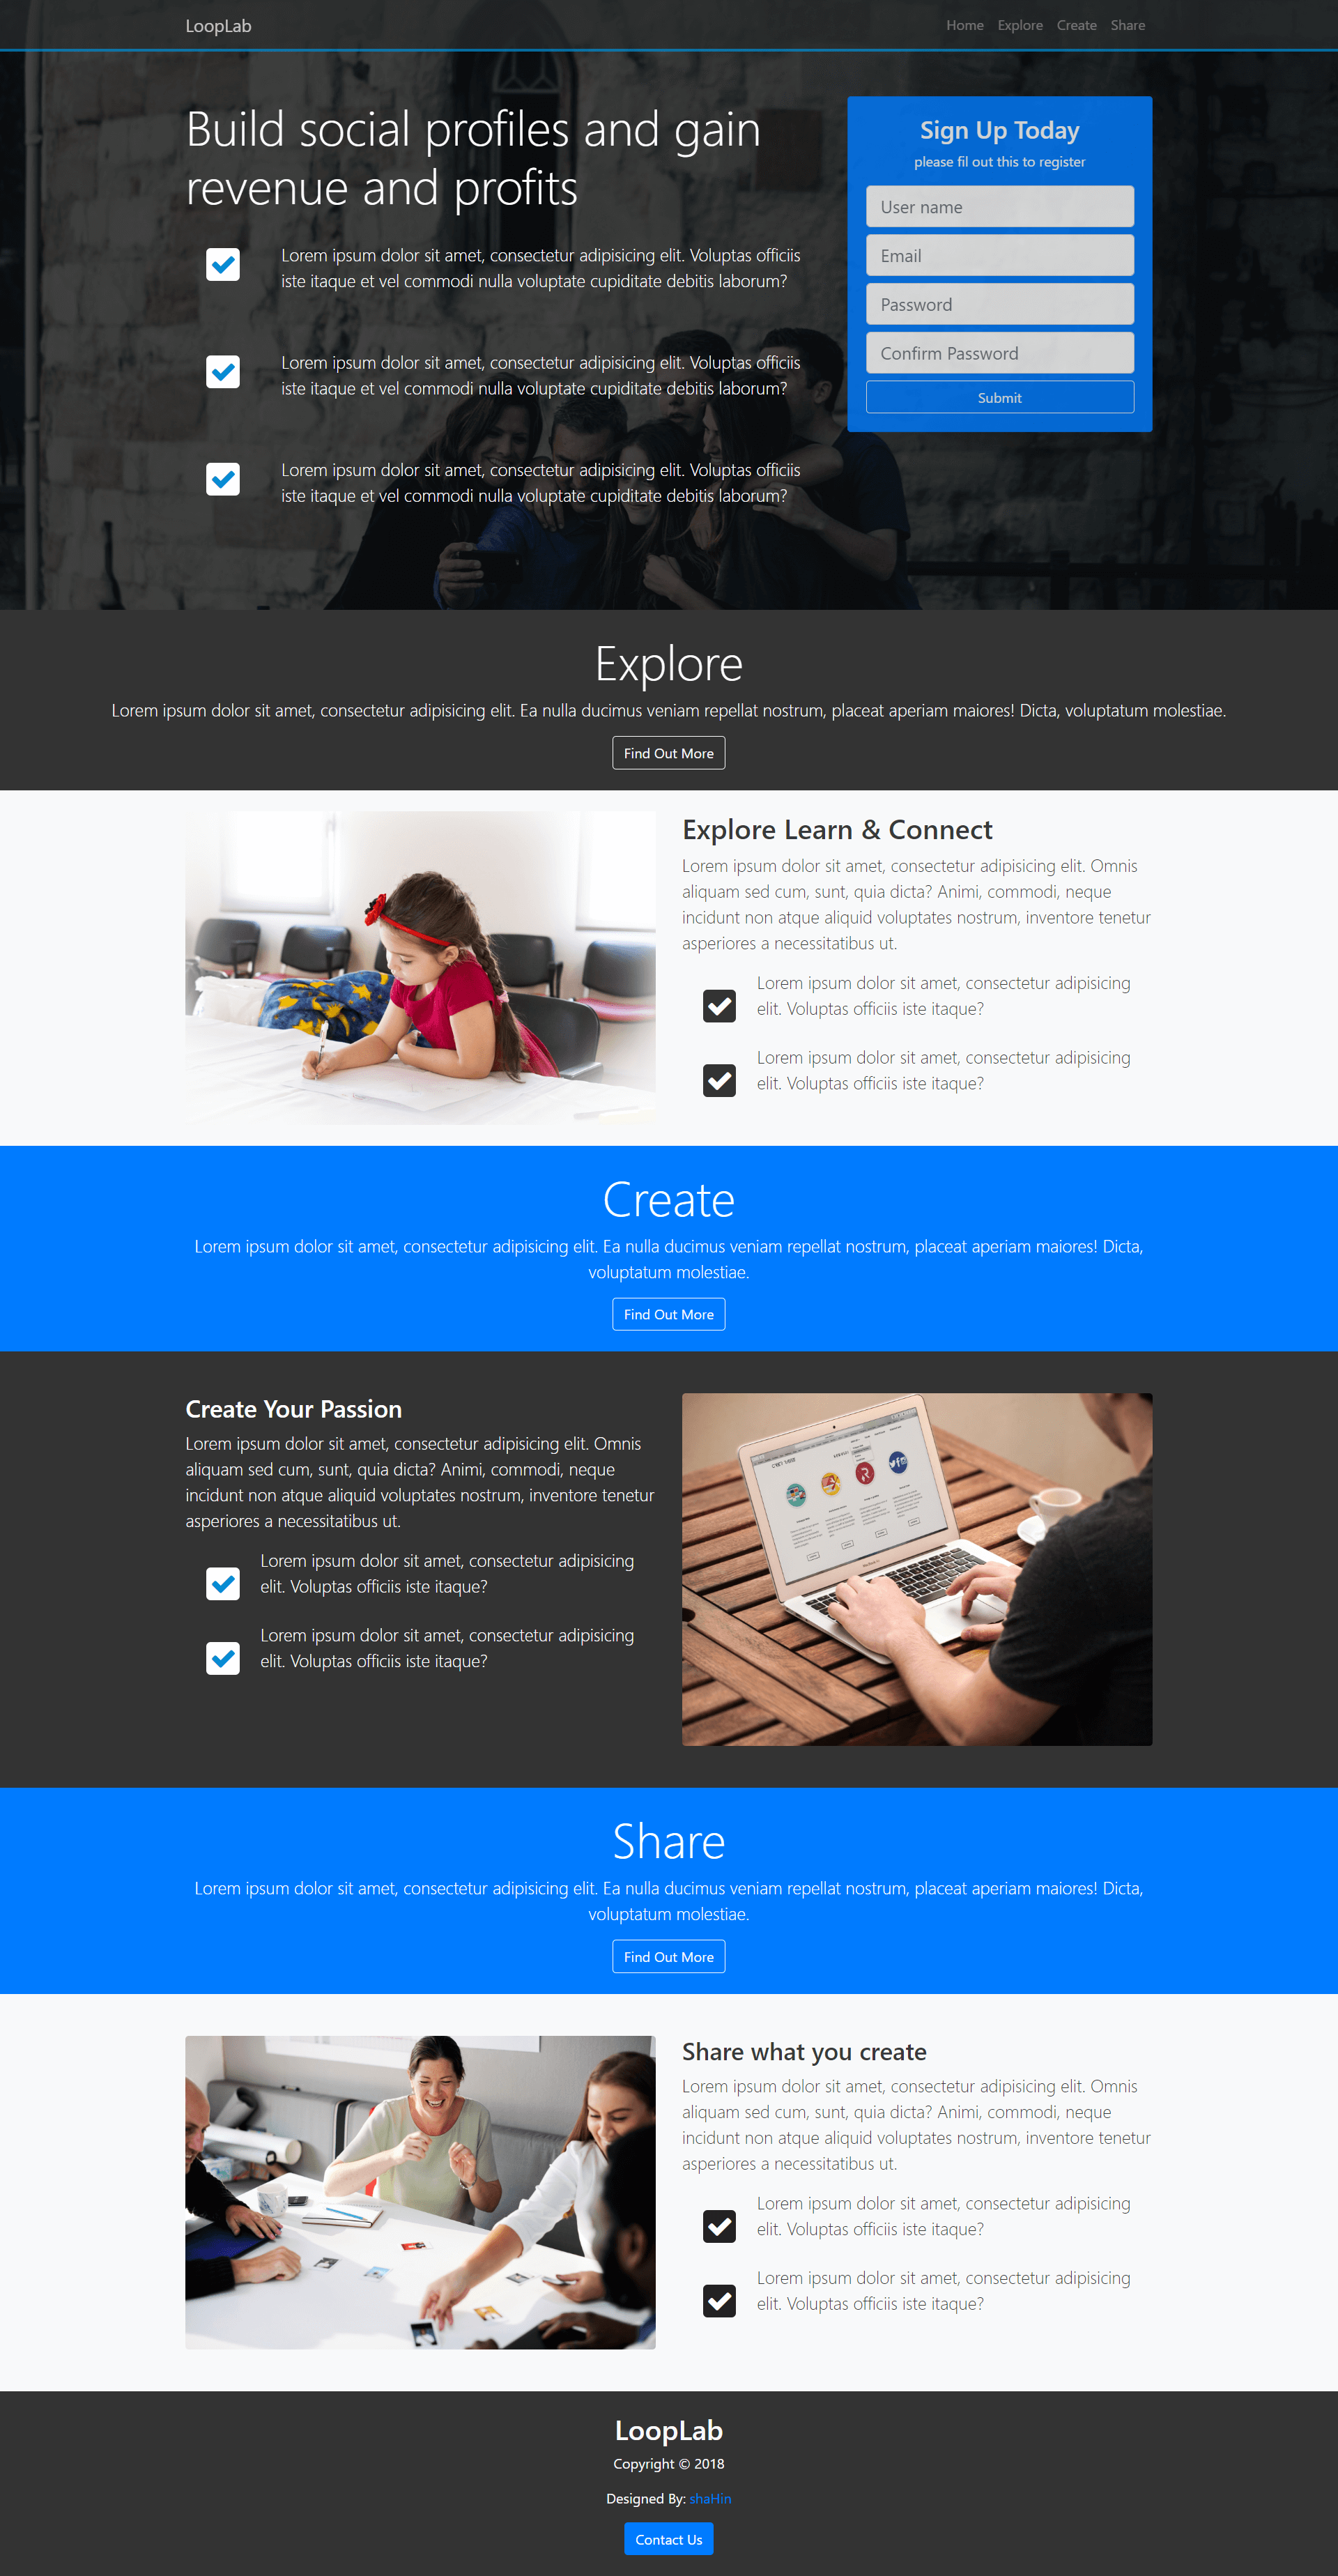 LoopLab
Home Explore Create Share
Build social profiles and gain
revenue and profits
Lorem ipsum dolor sit amet, consectetur adipisicing elit. Voluptas officiis
iste itaque et vel commodi nulla voluptate cupiditate debitis laborum?
Lorem ipsum dolor sit amet, consectetur adipisicing elit. Voluptas officiis
iste itaque et vel commodi nulla voluptate cupiditate debitis laborum?
Lorem ipsum dolor sit amet, consectetur adipisicing elit. Voluptas officiis
iste itaque et vel commodi nulla voluptate cupiditate debitis laborum?
Sign Up Today
please fil out this to register
User name
Email
Password
Confirm Password
Submit
Explore
Lorem ipsum dolor sit amet, consectetur adipisicing elit. Ea nulla ducimus veniam repellat nostrum, placeat aperiam maiores! Dicta, voluptatum molestiae.
Find Out More
Explore Learn & Connect
Lorem ipsum dolor sit amet, consectetur adipisicing elit. Omnis
aliquam sed cum, sunt, quia dicta? Animi, commodi, neque
incidunt non atque aliquid voluptates nostrum, inventore tenetur
asperiores a necessitatibus ut.
Lorem ipsum dolor sit amet, consectetur adipisicing
elit. Voluptas officiis iste itaque?
Lorem ipsum dolor sit amet, consectetur adipisicing
elit. Voluptas officiis iste itaque?
Create
Lorem ipsum dolor sit amet, consectetur adipisicing elit. Ea nulla ducimus veniam repellat nostrum, placeat aperiam maiores! Dicta,
voluptatum molestiae.
Find Out More
Create Your Passion
Lorem ipsum dolor sit amet, consectetur adipisicing elit. Omnis
aliquam sed cum, sunt, quia dicta? Animi, commodi, neque
incidunt non atque aliquid voluptates nostrum, inventore tenetur
asperiores a necessitatibus ut.
Lorem ipsum dolor sit amet, consectetur adipisicing
elit. Voluptas officiis iste itaque?
Lorem ipsum dolor sit amet, consectetur adipisicing
elit. Voluptas officiis iste itaque?
Share
Lorem ipsum dolor sit amet, consectetur adipisicing elit. Ea nulla ducimus veniam repellat nostrum, placeat aperiam maiores! Dicta,
voluptatum molestiae.
Find Out More
Share what you create
Lorem ipsum dolor sit amet, consectetur adipisicing elit. Omnis
aliquam sed cum, sunt, quia dicta? Animi, commodi, neque
incidunt non atque aliquid voluptates nostrum, inventore tenetur
asperiores a necessitatibus ut.
Lorem ipsum dolor sit amet, consectetur adipisicing
elit. Voluptas officiis iste itaque?
Lorem ipsum dolor sit amet, consectetur adipisicing
elit. Voluptas officiis iste itaque?
LoopLab
Copyright © 2018
Designed By: shaHin
Contact Us